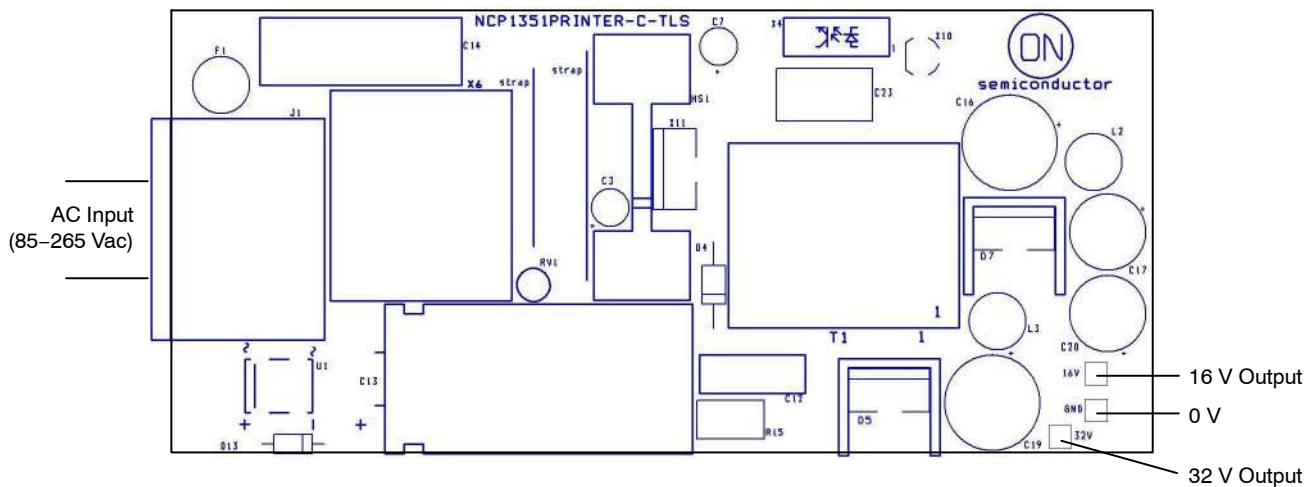 NCP1351PRINTER-C-TLS
C7
X4
1
X10
ON
semiconductor
F1
C14
strap
strap
X6
HS1
C23
C16
+
J1
X11
L2
+
AC Input
(85–265 Vac)
C3
+
D4
D7
C17
RV1
1
T1
1
L3
+
C20
+
~
~
U1
C13
+
–
+
D13
C12
R15
D5
C19
16V
16 V Output
GND
0 V
32V
32 V Output